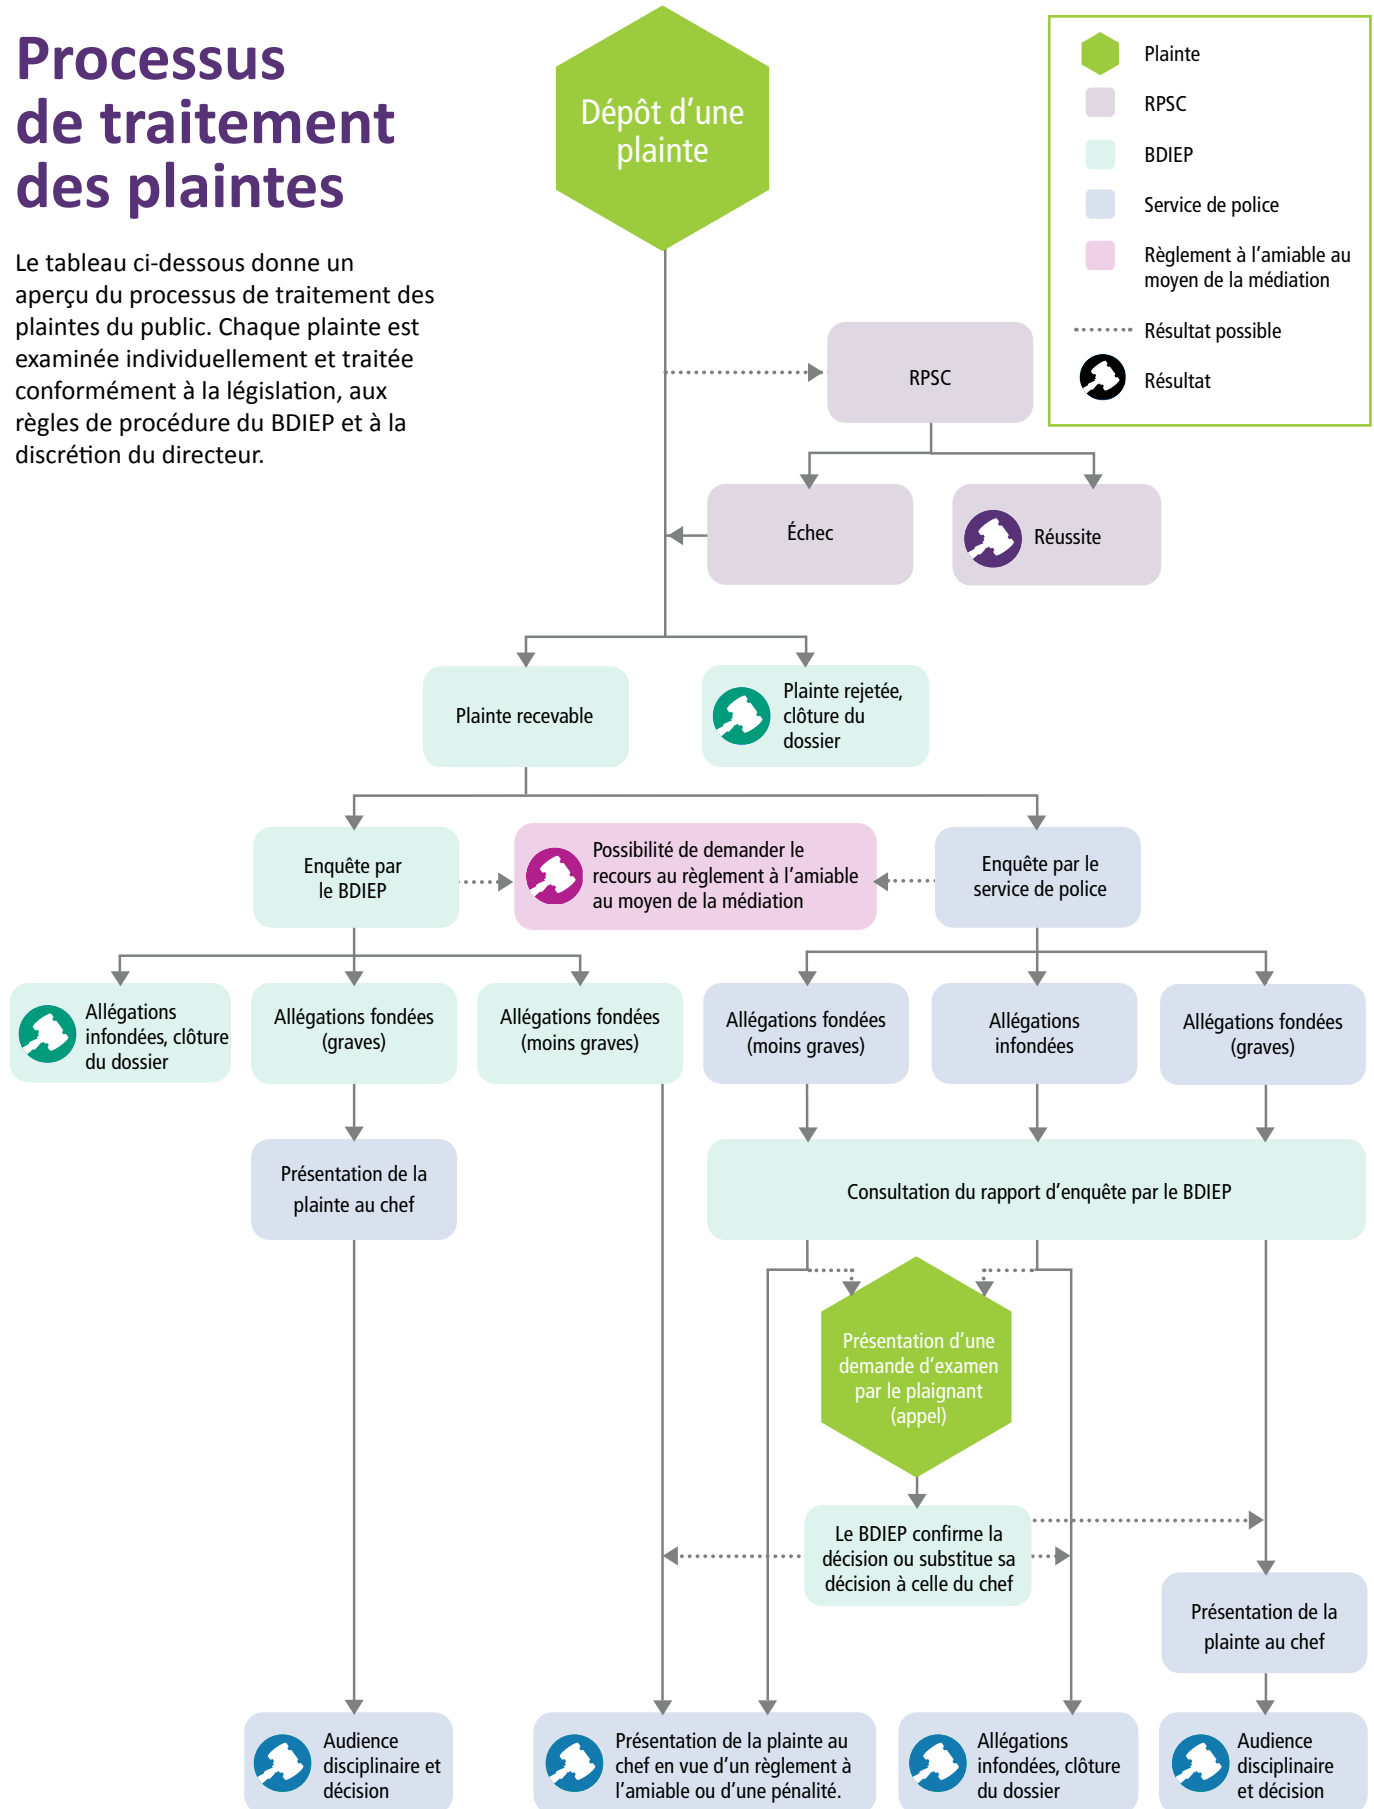 Processus
de traitement
des plaintes
Le tableau ci-dessous donne un
aperçu du processus de traitement des
plaintes du public. Chaque plainte est
examinée individuellement et traitée
conformément à la législation, aux
règles de procédure du BDIEP et à la
discrétion du directeur.
Dépôt d’une
plainte
Plainte
RPSC
BDIEP
Service de police
Règlement à l’amiable au
moyen de la médiation
Résultat possible
Résultat
RPSC
Échec
Réussite
Plainte recevable
Plainte rejetée,
clôture du
dossier
Enquête par
le BDIEP
Possibilité de demander le
recours au règlement à l’amiable
au moyen de la médiation
Enquête par le
service de police
Allégations
infondées, clôture
du dossier
Allégations fondées
(graves)
Allégations fondées
(moins graves)
Allégations fondées
(moins graves)
Allégations
infondées
Allégations fondées
(graves)
Présentation de la
plainte au chef
Consultation du rapport d’enquête par le BDIEP
Présentation d’une
demande d’examen
par le plaignant
(appel)
Le BDIEP confirme la
décision ou substitue sa
décision à celle du chef
Présentation de la
plainte au chef
Audience
disciplinaire et
décision
Présentation de la plainte au
chef en vue d’un règlement à
l’amiable ou d’une pénalité.
Allégations
infondées, clôture
du dossier
Audience
disciplinaire
et décision